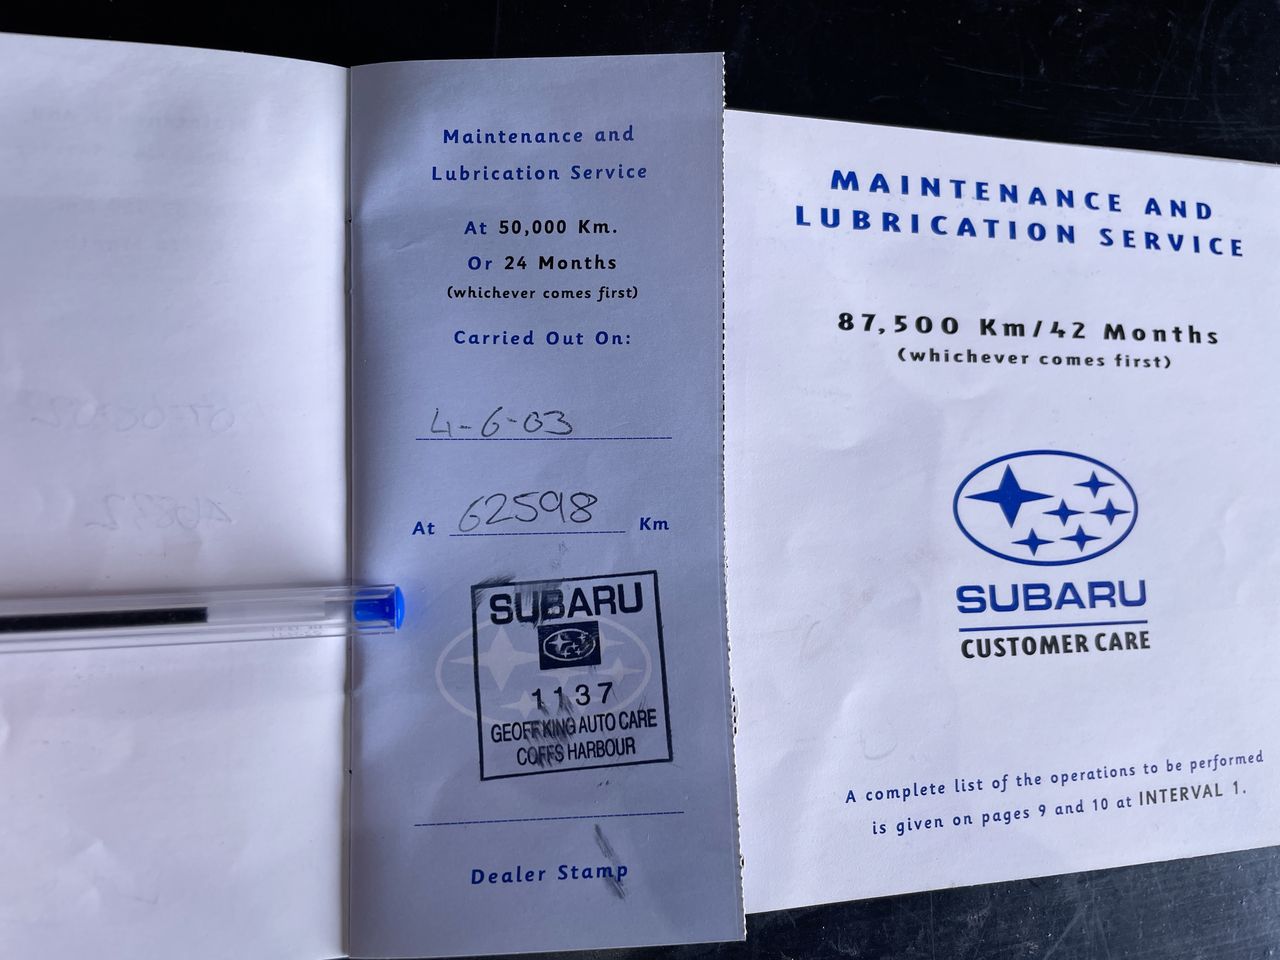 Maintenance and
Lubrication Service
At 50,000 Km.
Or 24 Months
(whichever comes first)
Carried Out On:
4-6-03
At 62598 Km
SUBARU
1137
GEOFF KING AUTO CARE
COFFS HARBOUR
Dealer Stamp
MAINTENANCE AND
LUBRICATION SERVICE
87,500 Km/42 Months
(whichever comes first)
SUBARU
CUSTOMER CARE
A complete list of the operations to be performed
is given on pages 9 and 10 at INTERVAL 1.